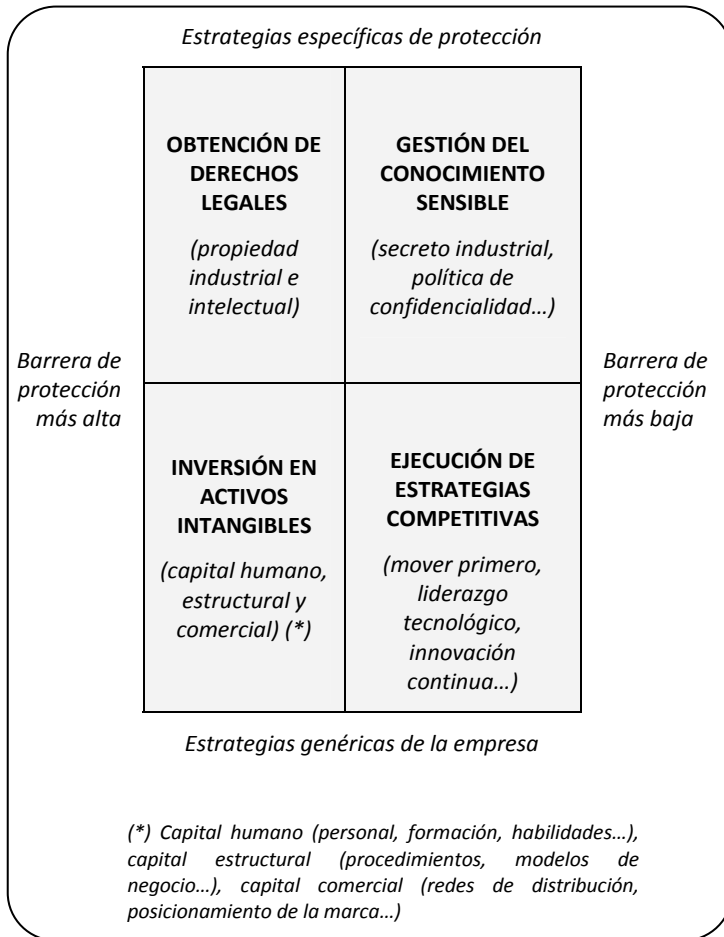 Estrategias específicas de protección
OBTENCIÓN DE
DERECHOS
LEGALES
(propiedad
industrial e
intelectual)
GESTIÓN DEL
CONOCIMIENTO
SENSIBLE
(secreto industrial,
política de
confidencialidad…)
Barrera de
protección
más alta
Barrera de
protección
más baja
INVERSIÓN EN
ACTIVOS
INTANGIBLES
(capital humano,
estructural y
comercial) (*)
EJECUCIÓN DE
ESTRATEGIAS
COMPETITIVAS
(mover primero,
liderazgo
tecnológico,
innovación
continua…)
Estrategias genéricas de la empresa
(*) Capital humano (personal, formación, habilidades…),
capital estructural (procedimientos, modelos de
negocio…), capital comercial (redes de distribución,
posicionamiento de la marca…)